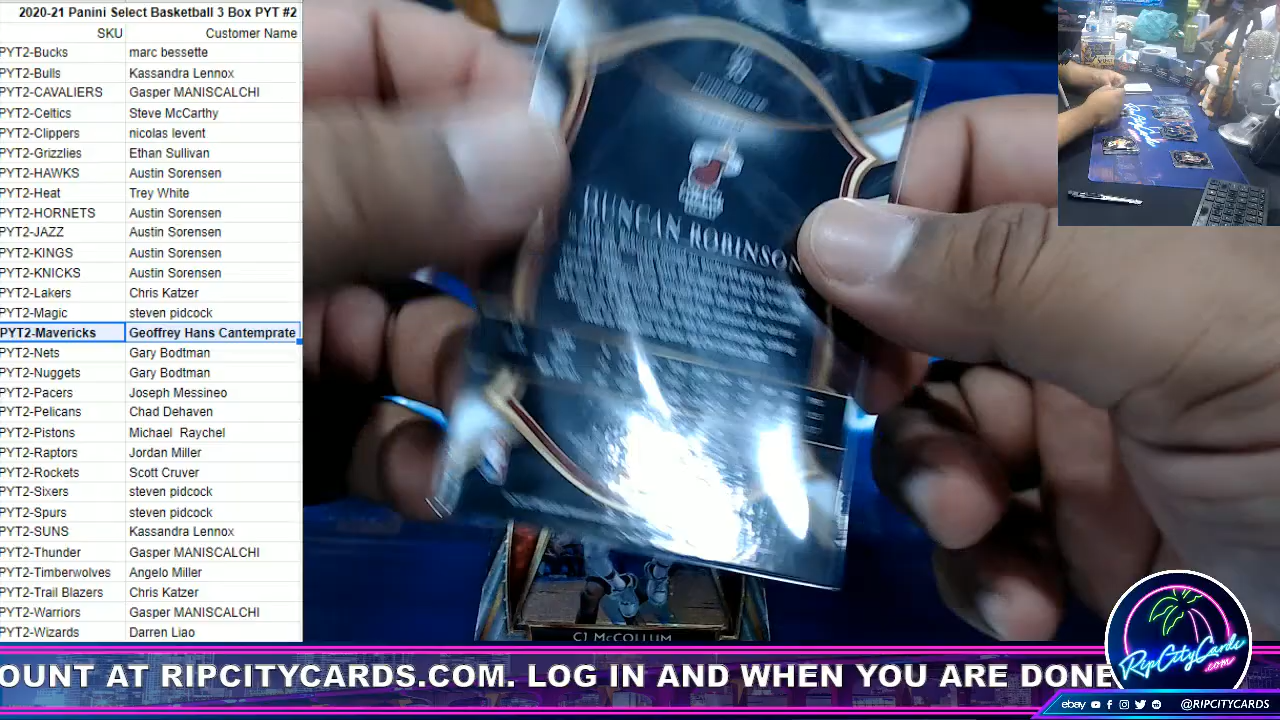 2020-21 Panini Select Basketball 3 Box PYT #2
SKU Customer Name
PYT2-Bucks marc bessette
PYT2-Bulls Kassandra Lennox
PYT2-CAVALIERS Gasper MANISCALCHI
PYT2-Celtics Steve McCarthy
PYT2-Clippers nicolas levent
PYT2-Grizzlies Ethan Sullivan
PYT2-HAWKS Austin Sorensen
PYT2-Heat Trey White
PYT2-HORNETS Austin Sorensen
PYT2-JAZZ Austin Sorensen
PYT2-KINGS Austin Sorensen
PYT2-KNICKS Austin Sorensen
PYT2-Lakers Chris Katzer
PYT2-Magic steven pidcock
PYT2-Mavericks Geoffrey Hans Cantemprate
PYT2-Nets Gary Bodtman
PYT2-Nuggets Gary Bodtman
PYT2-Pacers Joseph Messineo
PYT2-Pelicans Chad Dehaven
PYT2-Pistons Michael Raychel
PYT2-Raptors Jordan Miller
PYT2-Rockets Scott Cruver
PYT2-Sixers steven pidcock
PYT2-Spurs steven pidcock
PYT2-SUNS Kassandra Lennox
PYT2-Thunder Gasper MANISCALCHI
PYT2-Timberwolves Angelo Miller
PYT2-Trail Blazers Chris Katzer
PYT2-Warriors Gasper MANISCALCHI
PYT2-Wizards Darren Liao
DUNCAN ROBINSON
CJ McCOLLUM
OUNT AT RIPCITYCARDS.COM. LOG IN AND WHEN YOU ARE DONE
RipCityCards
.com
ebay @RIPCITYCARDS